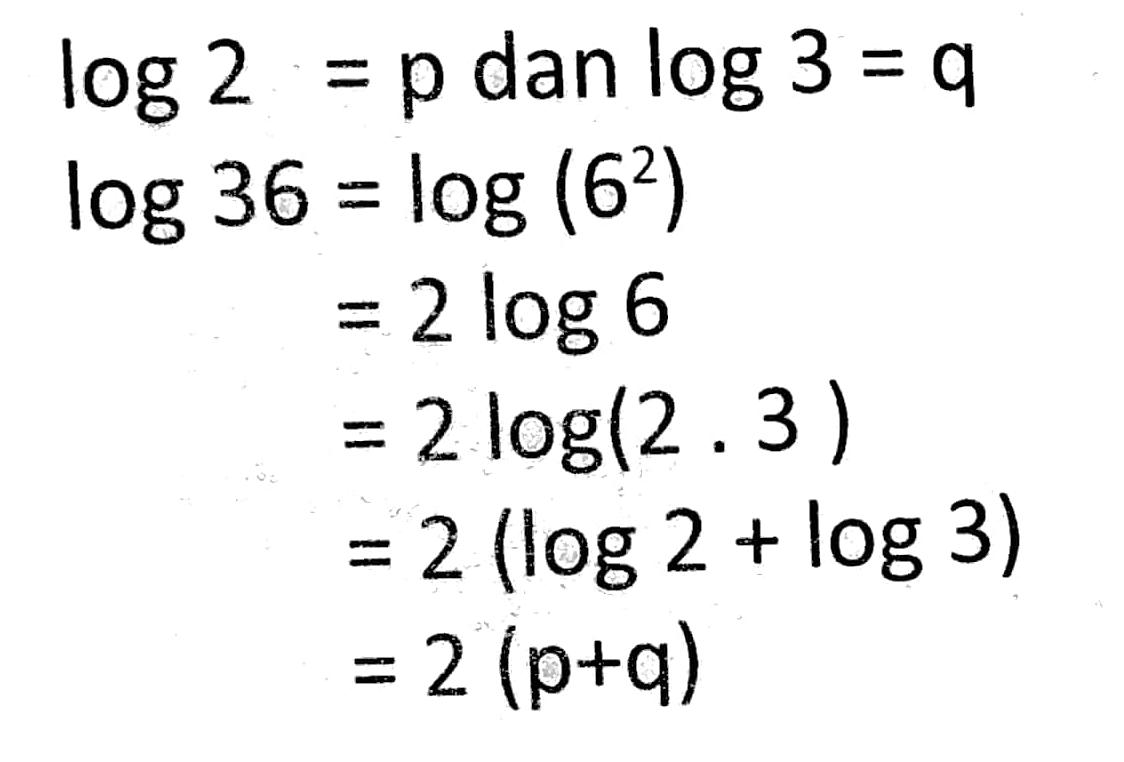 log 2 = p dan log 3 = q
log 36 = log (6²)
= 2 log 6
= 2 log(2 . 3 )
= 2 (log 2 + log 3)
= 2 (p+q)